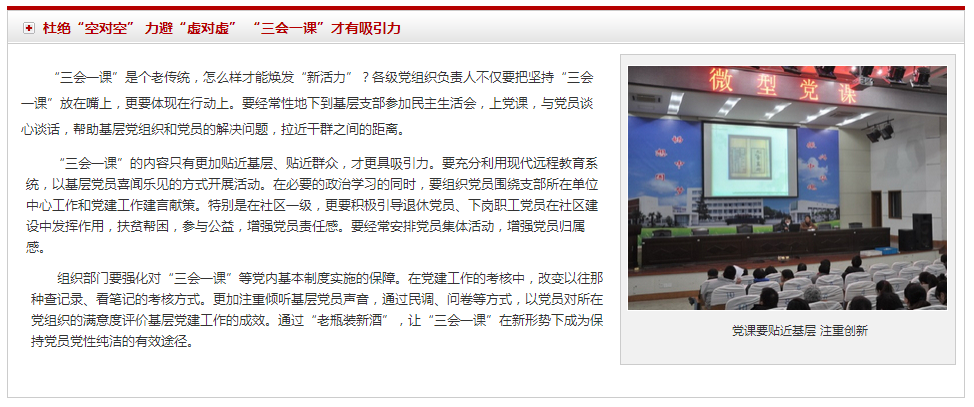 杜绝“空对空” 力避“虚对虚” “三会一课”才有吸引力
“三会一课”是个老传统，怎么样才能焕发“新活力”？各级党组织负责人不仅要把坚持“三会
一课”放在嘴上，更要体现在行动上。要经常性地下到基层支部参加民主生活会，上党课，与党员谈
心谈话，帮助基层党组织和党员的解决问题，拉近干群之间的距离。
“三会一课”的内容只有更加贴近基层、贴近群众，才更具吸引力。要充分利用现代远程教育系
统，以基层党员喜闻乐见的方式开展活动。在必要的政治学习的同时，要组织党员围绕支部所在单位
中心工作和党建工作建言献策。特别是在社区一级，更要积极引导退休党员、下岗职工党员在社区建
设中发挥作用，扶贫帮困，参与公益，增强党员责任感。要经常安排党员集体活动，增强党员归属
感。
组织部门要强化对“三会一课”等党内基本制度实施的保障。在党建工作的考核中，改变以往那
种查记录、看笔记的考核方式。更加注重倾听基层党员声音，通过民调、问卷等方式，以党员对所在
党组织的满意度评价基层党建工作的成效。通过“老瓶装新酒”，让“三会一课”在新形势下成为保
持党员党性纯洁的有效途径。
微型党课
党课要贴近基层 注重创新